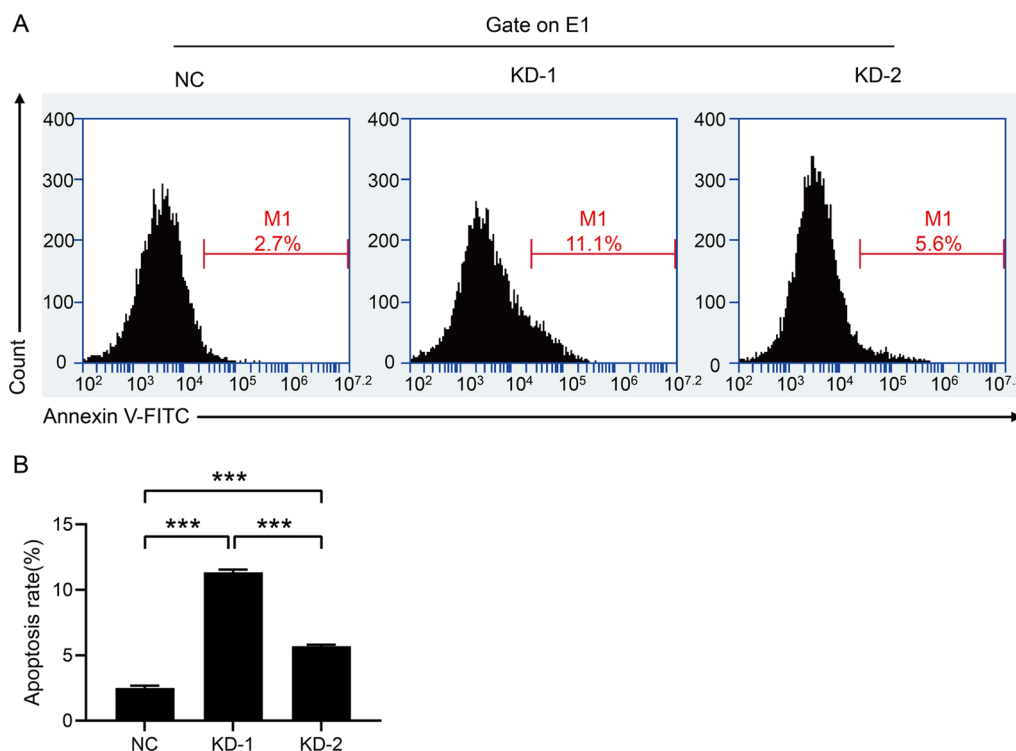 A
Gate on E1
NC KD-1 KD-2
400 400 400
300 300 300
M1 M1 M1
2.7% 11.1% 5.6%
200 200 200
100 100 100
0 0 0
10² 10³ 10⁴ 10⁵ 10⁶ 10⁷·² 10² 10³ 10⁴ 10⁵ 10⁶ 10⁷·² 10² 10³ 10⁴ 10⁵ 10⁶ 10⁷·²
Count
Annexin V-FITC
B
***
*** ***
15
10
5
0
Apoptosis rate(%)
NC KD-1 KD-2